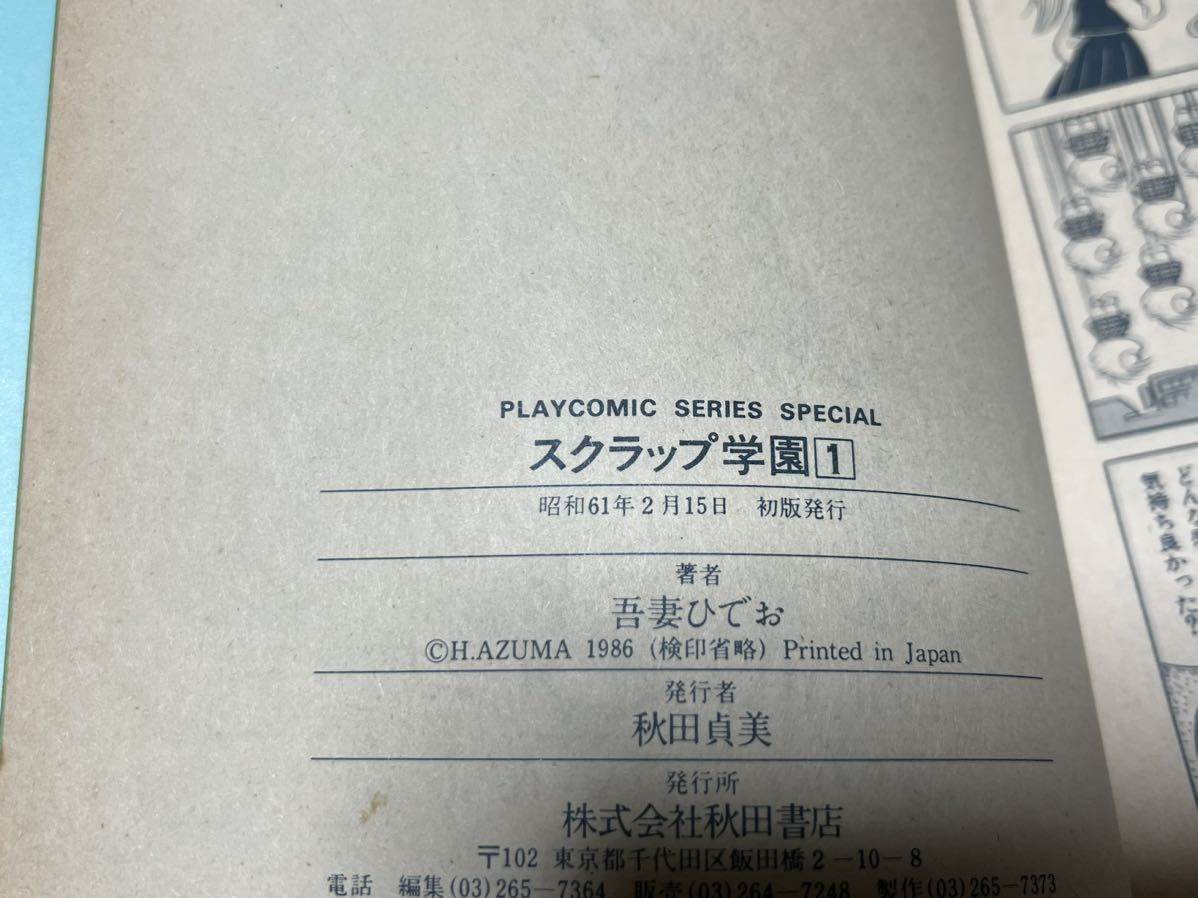 PLAYCOMIC SERIES SPECIAL
スクラップ学園1
昭和61年2月15日 初版発行
著者
吾妻ひでお
©H.AZUMA 1986 (検印省略) Printed in Japan
発行者
秋田貞美
発行所
株式会社秋田書店
〒102 東京都千代田区飯田橋2-10-8
電話 編集(03)265-7364 販売(03)264-7248 製作(03)265-7373
気持ち良かった